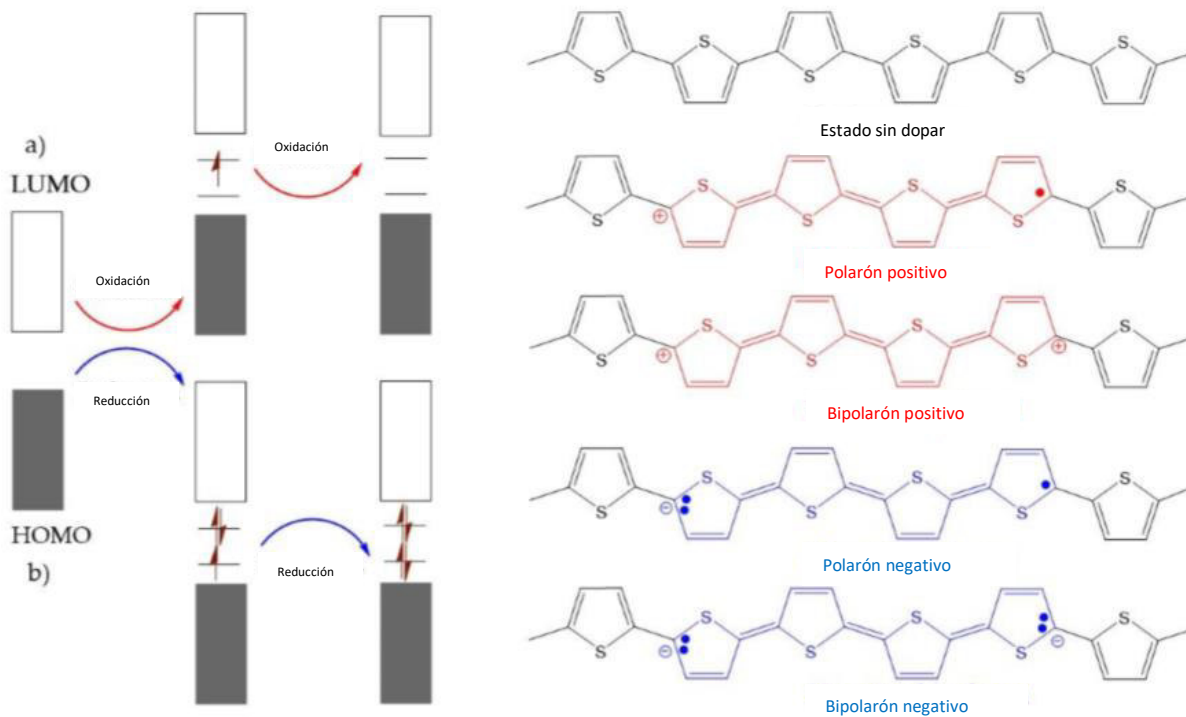 a)
LUMO
Oxidación
Oxidación
Reducción
HOMO
b)
Reducción
S S S S S S
Estado sin dopar
S S S S S S
⊕ •
Polarón positivo
S S S S S S
⊕ ⊕
Bipolarón positivo
S S S S S S
⊖
Polarón negativo
S S S S S S
⊖ ⊖
Bipolarón negativo